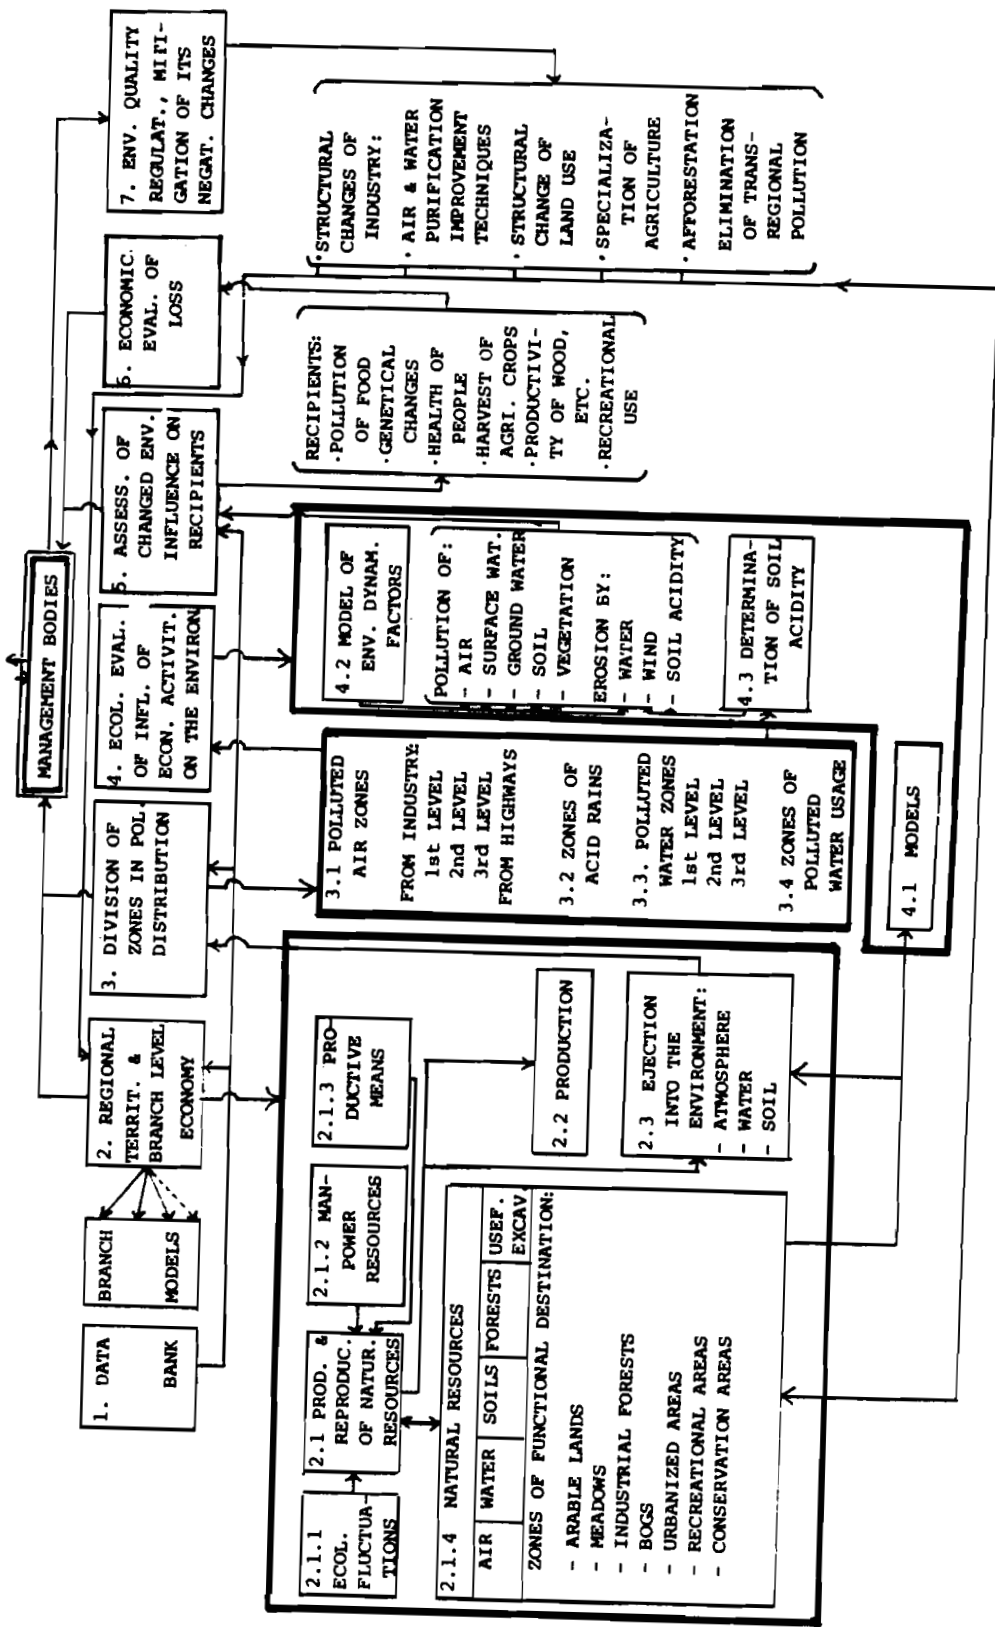 MANAGEMENT BODIES
1. DATA
BANK
BRANCH
MODELS
2. REGIONAL
TERRIT. &
BRANCH LEVEL
ECONOMY
3. DIVISION OF
ZONES IN POL.
DISTRIBUTION
4. ECOL. EVAL.
OF INFL. OF
ECON. ACTIVIT.
ON THE ENVIRON
5. ASSESS. OF
CHANGED ENV.
INFLUENCE ON
RECIPIENTS
6. ECONOMIC.
EVAL. OF
LOSS
7. ENV. QUALITY
REGULAT., MITI-
GATION OF ITS
NEGAT. CHANGES
2.1.1
ECOL.
FLUCTUA-
TIONS
2.1 PROD. &
REPRODUC.
OF NATUR.
RESOURCES
2.1.2 MAN-
POWER
RESOURCES
2.1.3 PRO-
DUCTIVE
MEANS
2.1.4 NATURAL RESOURCES
AIR WATER SOILS FORESTS USEF.
EXCAV.
ZONES OF FUNCTIONAL DESTINATION:
- ARABLE LANDS
- MEADOWS
- INDUSTRIAL FORESTS
- BOGS
- URBANIZED AREAS
- RECREATIONAL AREAS
- CONSERVATION AREAS
2.2 PRODUCTION
2.3 EJECTION
INTO THE
ENVIRONMENT:
- ATMOSPHERE
- WATER
- SOIL
3.1 POLLUTED
AIR ZONES
FROM INDUSTRY:
1st LEVEL
2nd LEVEL
3rd LEVEL
FROM HIGHWAYS
3.2 ZONES OF
ACID RAINS
3.3. POLLUTED
WATER ZONES
1st LEVEL
2nd LEVEL
3rd LEVEL
3.4 ZONES OF
POLLUTED
WATER USAGE
4.1 MODELS
4.2 MODEL OF
ENV. DYNAM.
FACTORS
POLLUTION OF:
- AIR
- SURFACE WAT.
- GROUND WATER
- SOIL
- VEGETATION
EROSION BY:
- WATER
- WIND
- SOIL ACIDITY
4.3 DETERMINA-
TION OF SOIL
ACIDITY
RECIPIENTS:
·POLLUTION
OF FOOD
·GENETICAL
CHANGES
·HEALTH OF
PEOPLE
·HARVEST OF
AGRI. CROPS
·PRODUCTIVI-
TY OF WOOD,
ETC.
·RECREATIONAL
USE
·STRUCTURAL
CHANGES OF
INDUSTRY:
·AIR & WATER
PURIFICATION
IMPROVEMENT
TECHNIQUES
·STRUCTURAL
CHANGE OF
LAND USE
·SPECIALIZA-
TION OF
AGRICULTURE
·AFFORESTATION
ELIMINATION
OF TRANS-
REGIONAL
POLLUTION